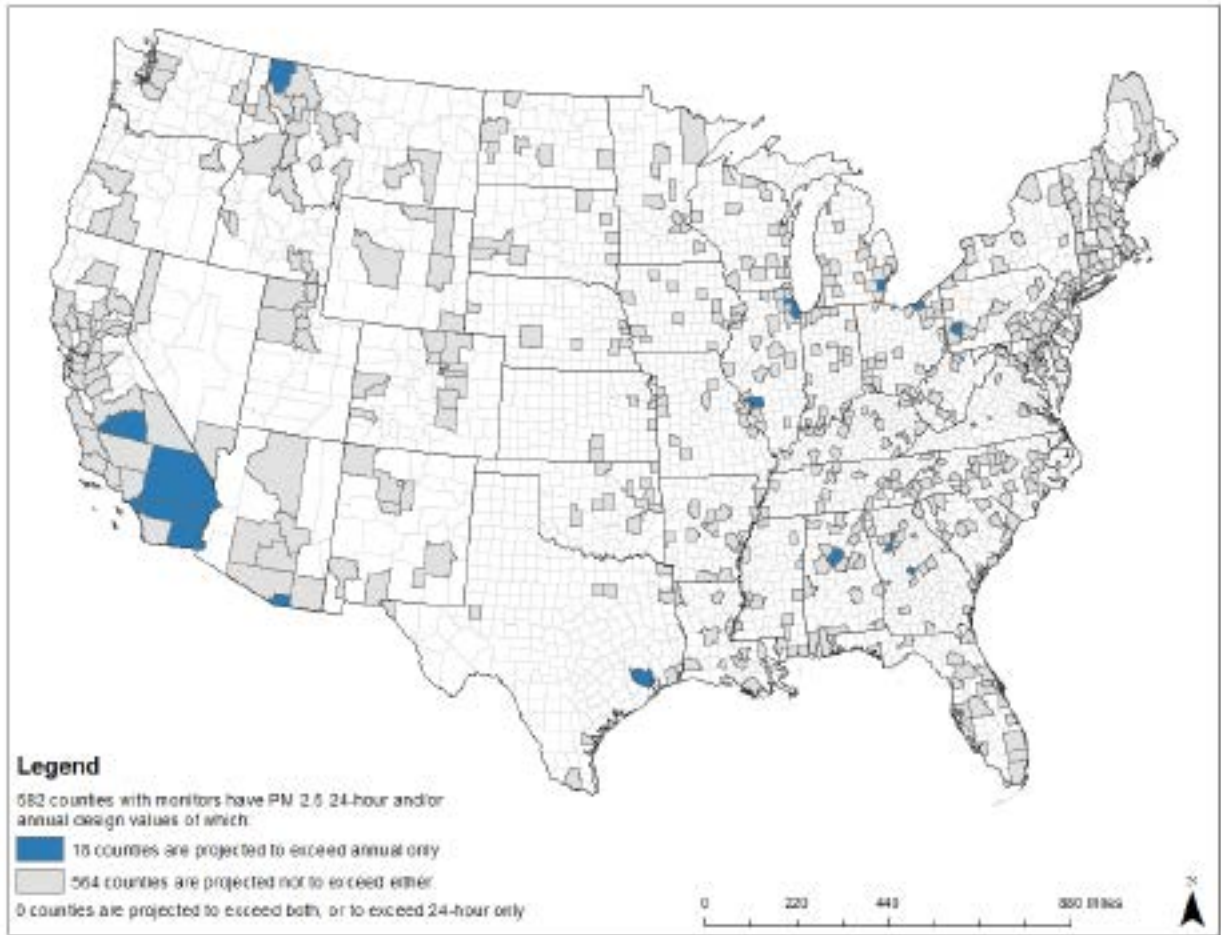 Legend
582 counties with monitors have PM 2.5 24-hour and/or
annual design values of which:
18 counties are projected to exceed annual only
564 counties are projected not to exceed either
0 counties are projected to exceed both, or to exceed 24-hour only
0 220 440 880 Miles
N